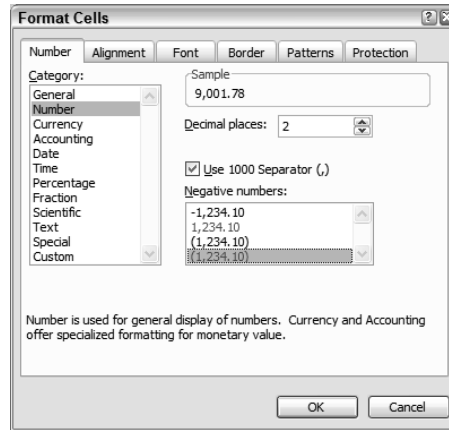 Format Cells
Number Alignment Font Border Patterns Protection
Category:
General
Number
Currency
Accounting
Date
Time
Percentage
Fraction
Scientific
Text
Special
Custom
Sample
9,001.78
Decimal places: 2
Use 1000 Separator (,)
Negative numbers:
-1,234.10
1,234.10
(1,234.10)
(1,234.10)
Number is used for general display of numbers. Currency and Accounting
offer specialized formatting for monetary value.
OK Cancel